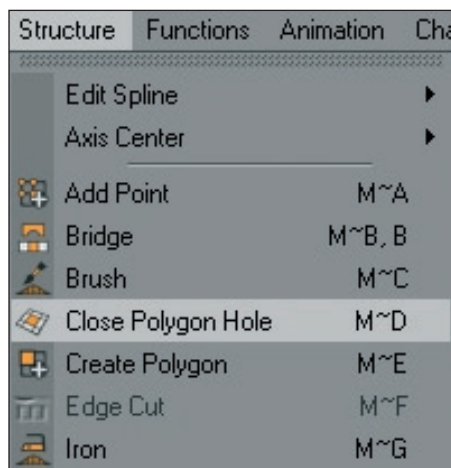 Structure Functions Animation
Edit Spline
Axis Center
Add Point M~A
Bridge M~B, B
Brush M~C
Close Polygon Hole M~D
Create Polygon M~E
Edge Cut M~F
Iron M~G